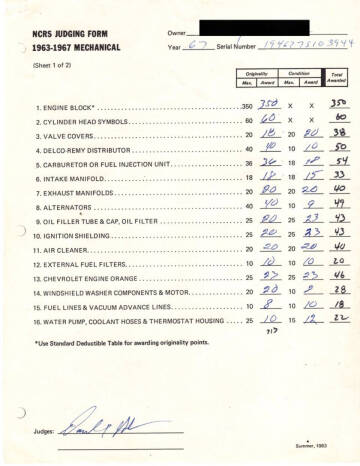 NCRS JUDGING FORM
1963-1967 MECHANICAL
(Sheet 1 of 2)
Owner
Year 67 Serial Number 194677S103944
Originality Condition Total Awarded
Max. Awarded Max. Awarded
1. ENGINE BLOCK* 350 350 X X 350
2. CYLINDER HEAD SYMBOLS 60 60 X X 60
3. VALVE COVERS 20 18 20 20 38
4. DELCO-REMY DISTRIBUTOR 40 40 10 10 50
5. CARBURETOR OR FUEL INJECTION UNIT 36 36 18 18 54
6. INTAKE MANIFOLD 18 18 15 15 33
7. EXHAUST MANIFOLDS 20 20 20 20 40
8. ALTERNATORS 40 40 10 9 49
9. OIL FILLER TUBE & CAP, OIL FILTER 25 20 25 23 43
10. IGNITION SHIELDING 25 20 25 23 43
11. AIR CLEANER 20 20 20 20 40
12. EXTERNAL FUEL FILTERS 10 10 10 10 20
13. CHEVROLET ENGINE ORANGE 25 23 25 23 46
14. WINDSHIELD WASHER COMPONENTS & MOTOR 20 20 10 8 28
15. FUEL LINES & VACUUM ADVANCE LINES 10 8 10 10 18
16. WATER PUMP, COOLANT HOSES & THERMOSTAT HOUSING 25 10 15 12 22
*Use Standard Deductible Table for awarding originality points.
Judges:
Summer, 1983